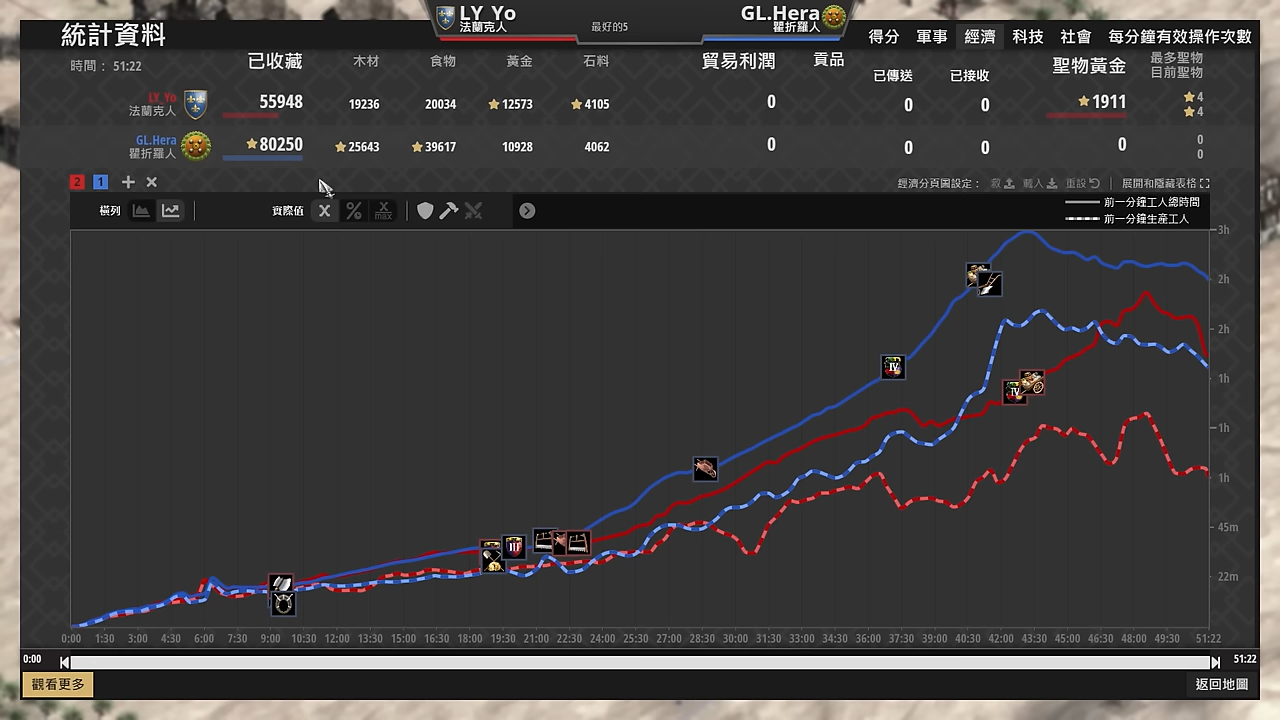 LY_Yo
法蘭克人
最好的5
GL.Hera
瞿折羅人
統計資料
得分 軍事 經濟 科技 社會 每分鐘有效操作次數
時間： 51:22
已收藏 木材 食物 黃金 石料 貿易利潤 貢品 已傳送 已接收 聖物黃金 最多聖物
目前聖物
LY_Yo
法蘭克人
55948 19236 20034 12573 4105 0 0 0 1911 4
4
GL.Hera
瞿折羅人
80250 25643 39617 10928 4062 0 0 0 0 0
0
2 1
經濟分頁圖設定： 載入 重設 展開和隱藏表格
橫列 實際值 X % X max
前一分鐘工人總時間
前一分鐘生産工人
3h
2h
2h
1h
1h
1h
45m
22m
IV
IV
III
0:00 1:30 3:00 4:30 6:00 7:30 9:00 10:30 12:00 13:30 15:00 16:30 18:00 19:30 21:00 22:30 24:00 25:30 27:00 28:30 30:00 31:30 33:00 34:30 36:00 37:30 39:00 40:30 42:00 43:30 45:00 46:30 48:00 49:30 51:22
0:00 51:22
觀看更多 返回地圖